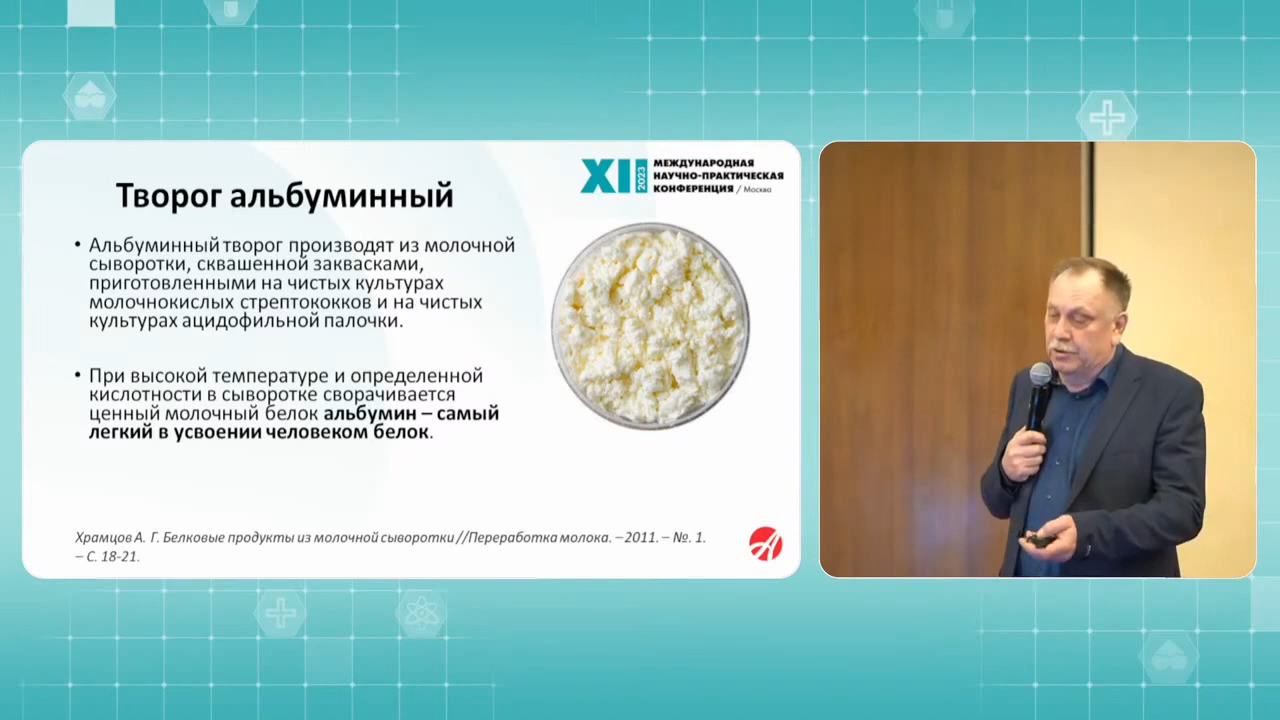 Творог альбуминный
XII 2023 МЕЖДУНАРОДНАЯ
НАУЧНО-ПРАКТИЧЕСКАЯ
КОНФЕРЕНЦИЯ / Москва
• Альбуминный творог производят из молочной
сыворотки, сквашенной заквасками,
приготовленными на чистых культурах
молочнокислых стрептококков и на чистых
культурах ацидофильной палочки.
• При высокой температуре и определенной
кислотности в сыворотке сворачивается
ценный молочный белок альбумин – самый
легкий в усвоении человеком белок.
Храмцов А. Г. Белковые продукты из молочной сыворотки //Переработка молока. – 2011. – №. 1.
– С. 18-21.